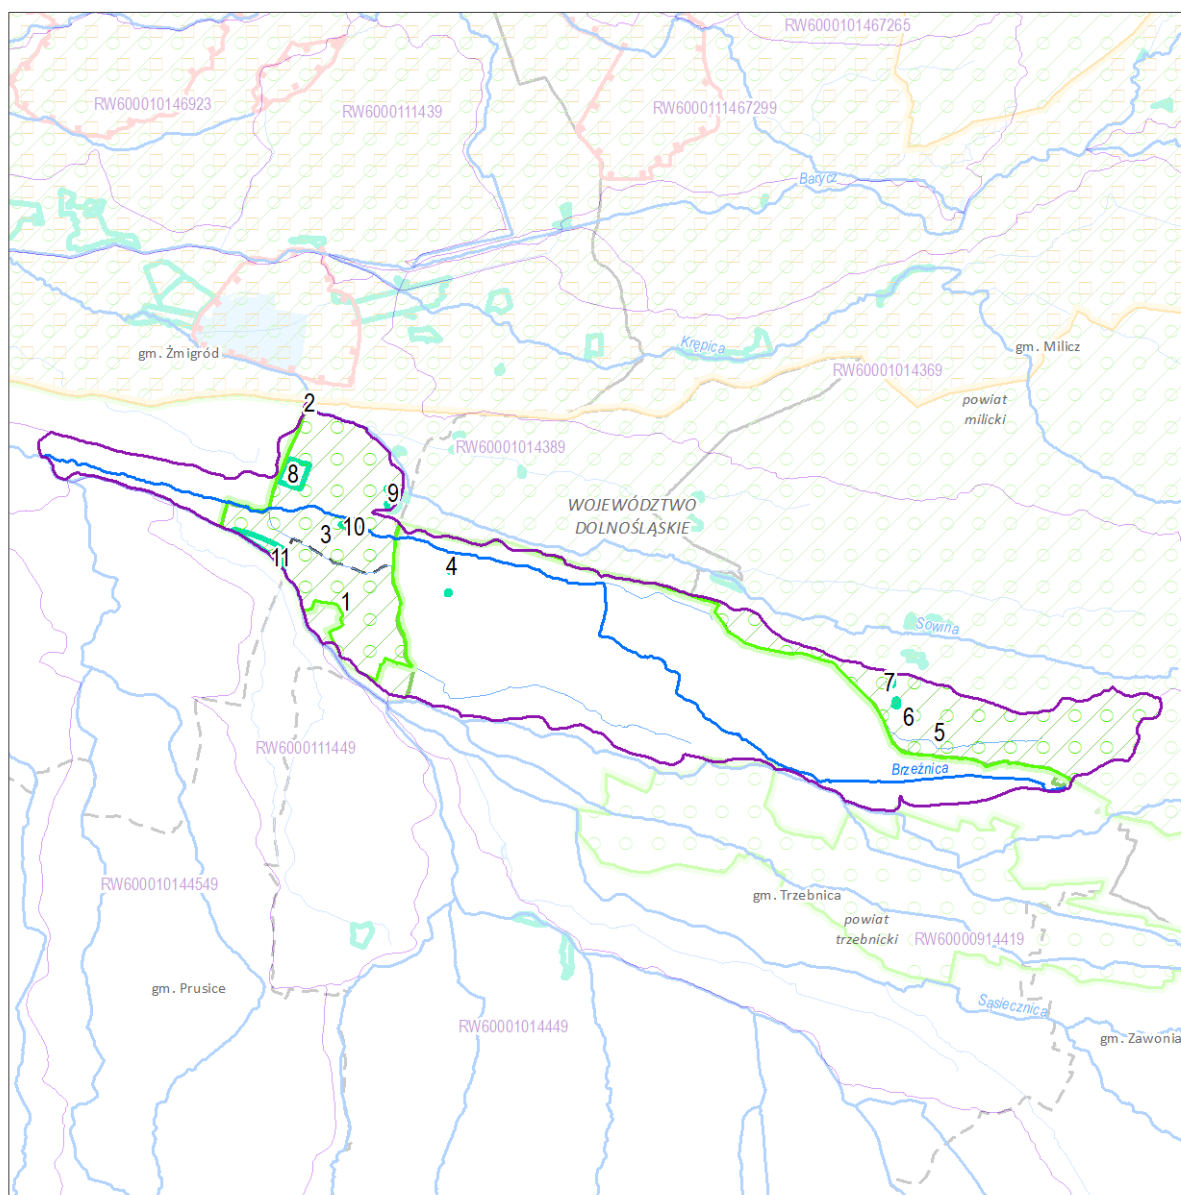 RW6000101467265
RW600010146923
RW6000111439
RW6000111467299
Barycz
Krępica
gm. Żmigród
gm. Milicz
RW60001014369
powiat
milicki
2
RW60001014389
8
9
WOJEWÓDZTWO
DOLNOŚLĄSKIE
3
10
11
4
1
Sowina
7
6
5
Brzeźnica
RW6000111449
RW600010144549
gm. Trzebnica
powiat
trzebnicki
RW60000914419
gm. Prusice
Sąsiecznica
RW60001014449
gm. Zawonia